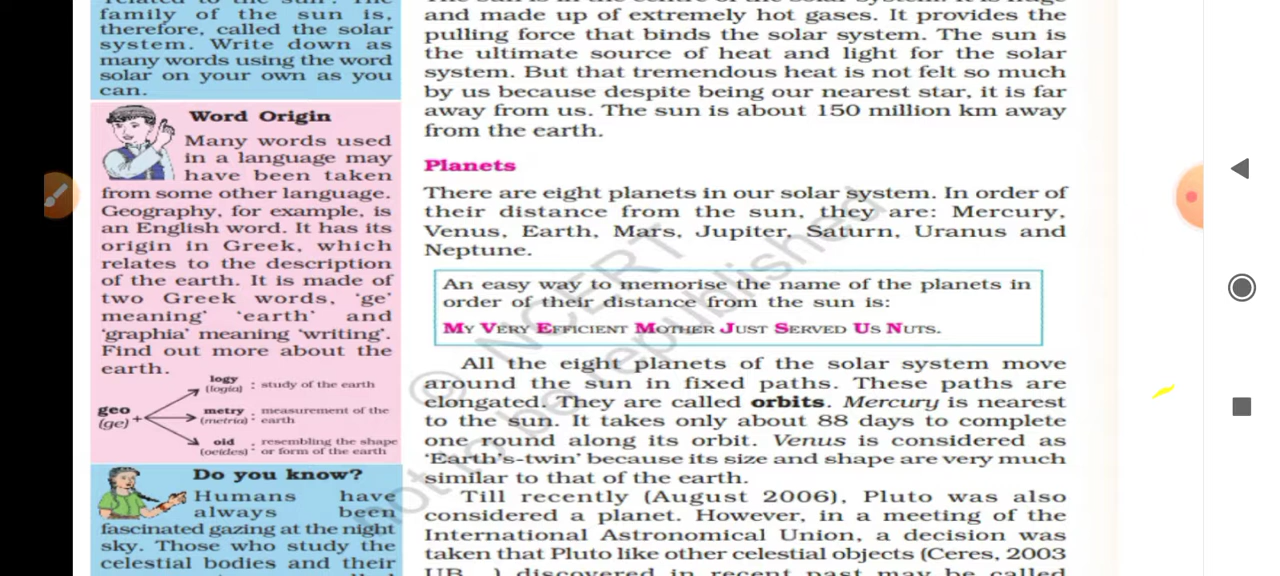 family of the sun is,
therefore, called the solar
system. Write down as
many words using the word
solar on your own as you
can.
Word Origin
Many words used
in a language may
have been taken
from some other language.
Geography, for example, is
an English word. It has its
origin in Greek, which
relates to the description
of the earth. It is made of
two Greek words, ‘ge’
meaning ‘earth’ and
‘graphia’ meaning ‘writing’.
Find out more about the
earth.
geo
(ge)
+
logy
(logia)
: study of the earth
metry
(metria)
: measurement of the
earth
oid
(oeides)
: resembling the shape
or form of the earth
Do you know?
Humans have
always been
fascinated gazing at the night
sky. Those who study the
celestial bodies and their
and made up of extremely hot gases. It provides the
pulling force that binds the solar system. The sun is
the ultimate source of heat and light for the solar
system. But that tremendous heat is not felt so much
by us because despite being our nearest star, it is far
away from us. The sun is about 150 million km away
from the earth.
Planets
There are eight planets in our solar system. In order of
their distance from the sun, they are: Mercury,
Venus, Earth, Mars, Jupiter, Saturn, Uranus and
Neptune.
An easy way to memorise the name of the planets in
order of their distance from the sun is:
MY VERY EFFICIENT MOTHER JUST SERVED US NUTS.
All the eight planets of the solar system move
around the sun in fixed paths. These paths are
elongated. They are called orbits. Mercury is nearest
to the sun. It takes only about 88 days to complete
one round along its orbit. Venus is considered as
‘Earth’s-twin’ because its size and shape are very much
similar to that of the earth.
Till recently (August 2006), Pluto was also
considered a planet. However, in a meeting of the
International Astronomical Union, a decision was
taken that Pluto like other celestial objects (Ceres, 2003
discovered in recent past may be called
© NCERT
not to be republished